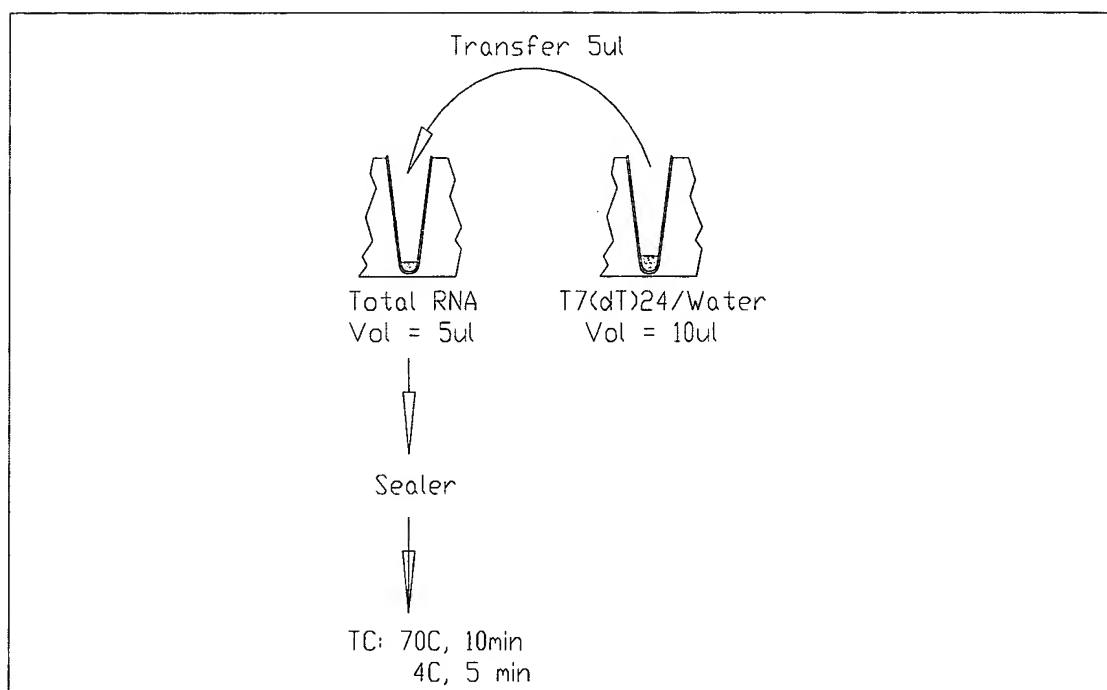 Transfer 5ul
Total RNA
Vol = 5ul
T7(dT)24/Water
Vol = 10ul
Sealer
TC: 70C, 10min
4C, 5 min